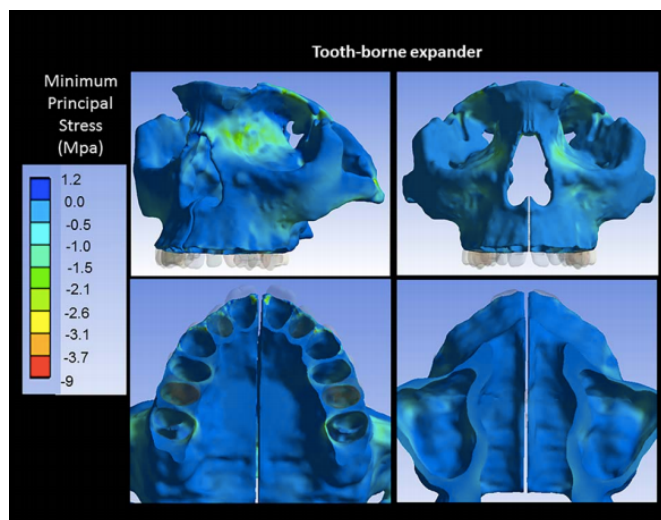 Tooth-borne expander
Minimum
Principal
Stress
(Mpa)
1.2
0.0
-0.5
-1.0
-1.5
-2.1
-2.6
-3.1
-3.7
-9